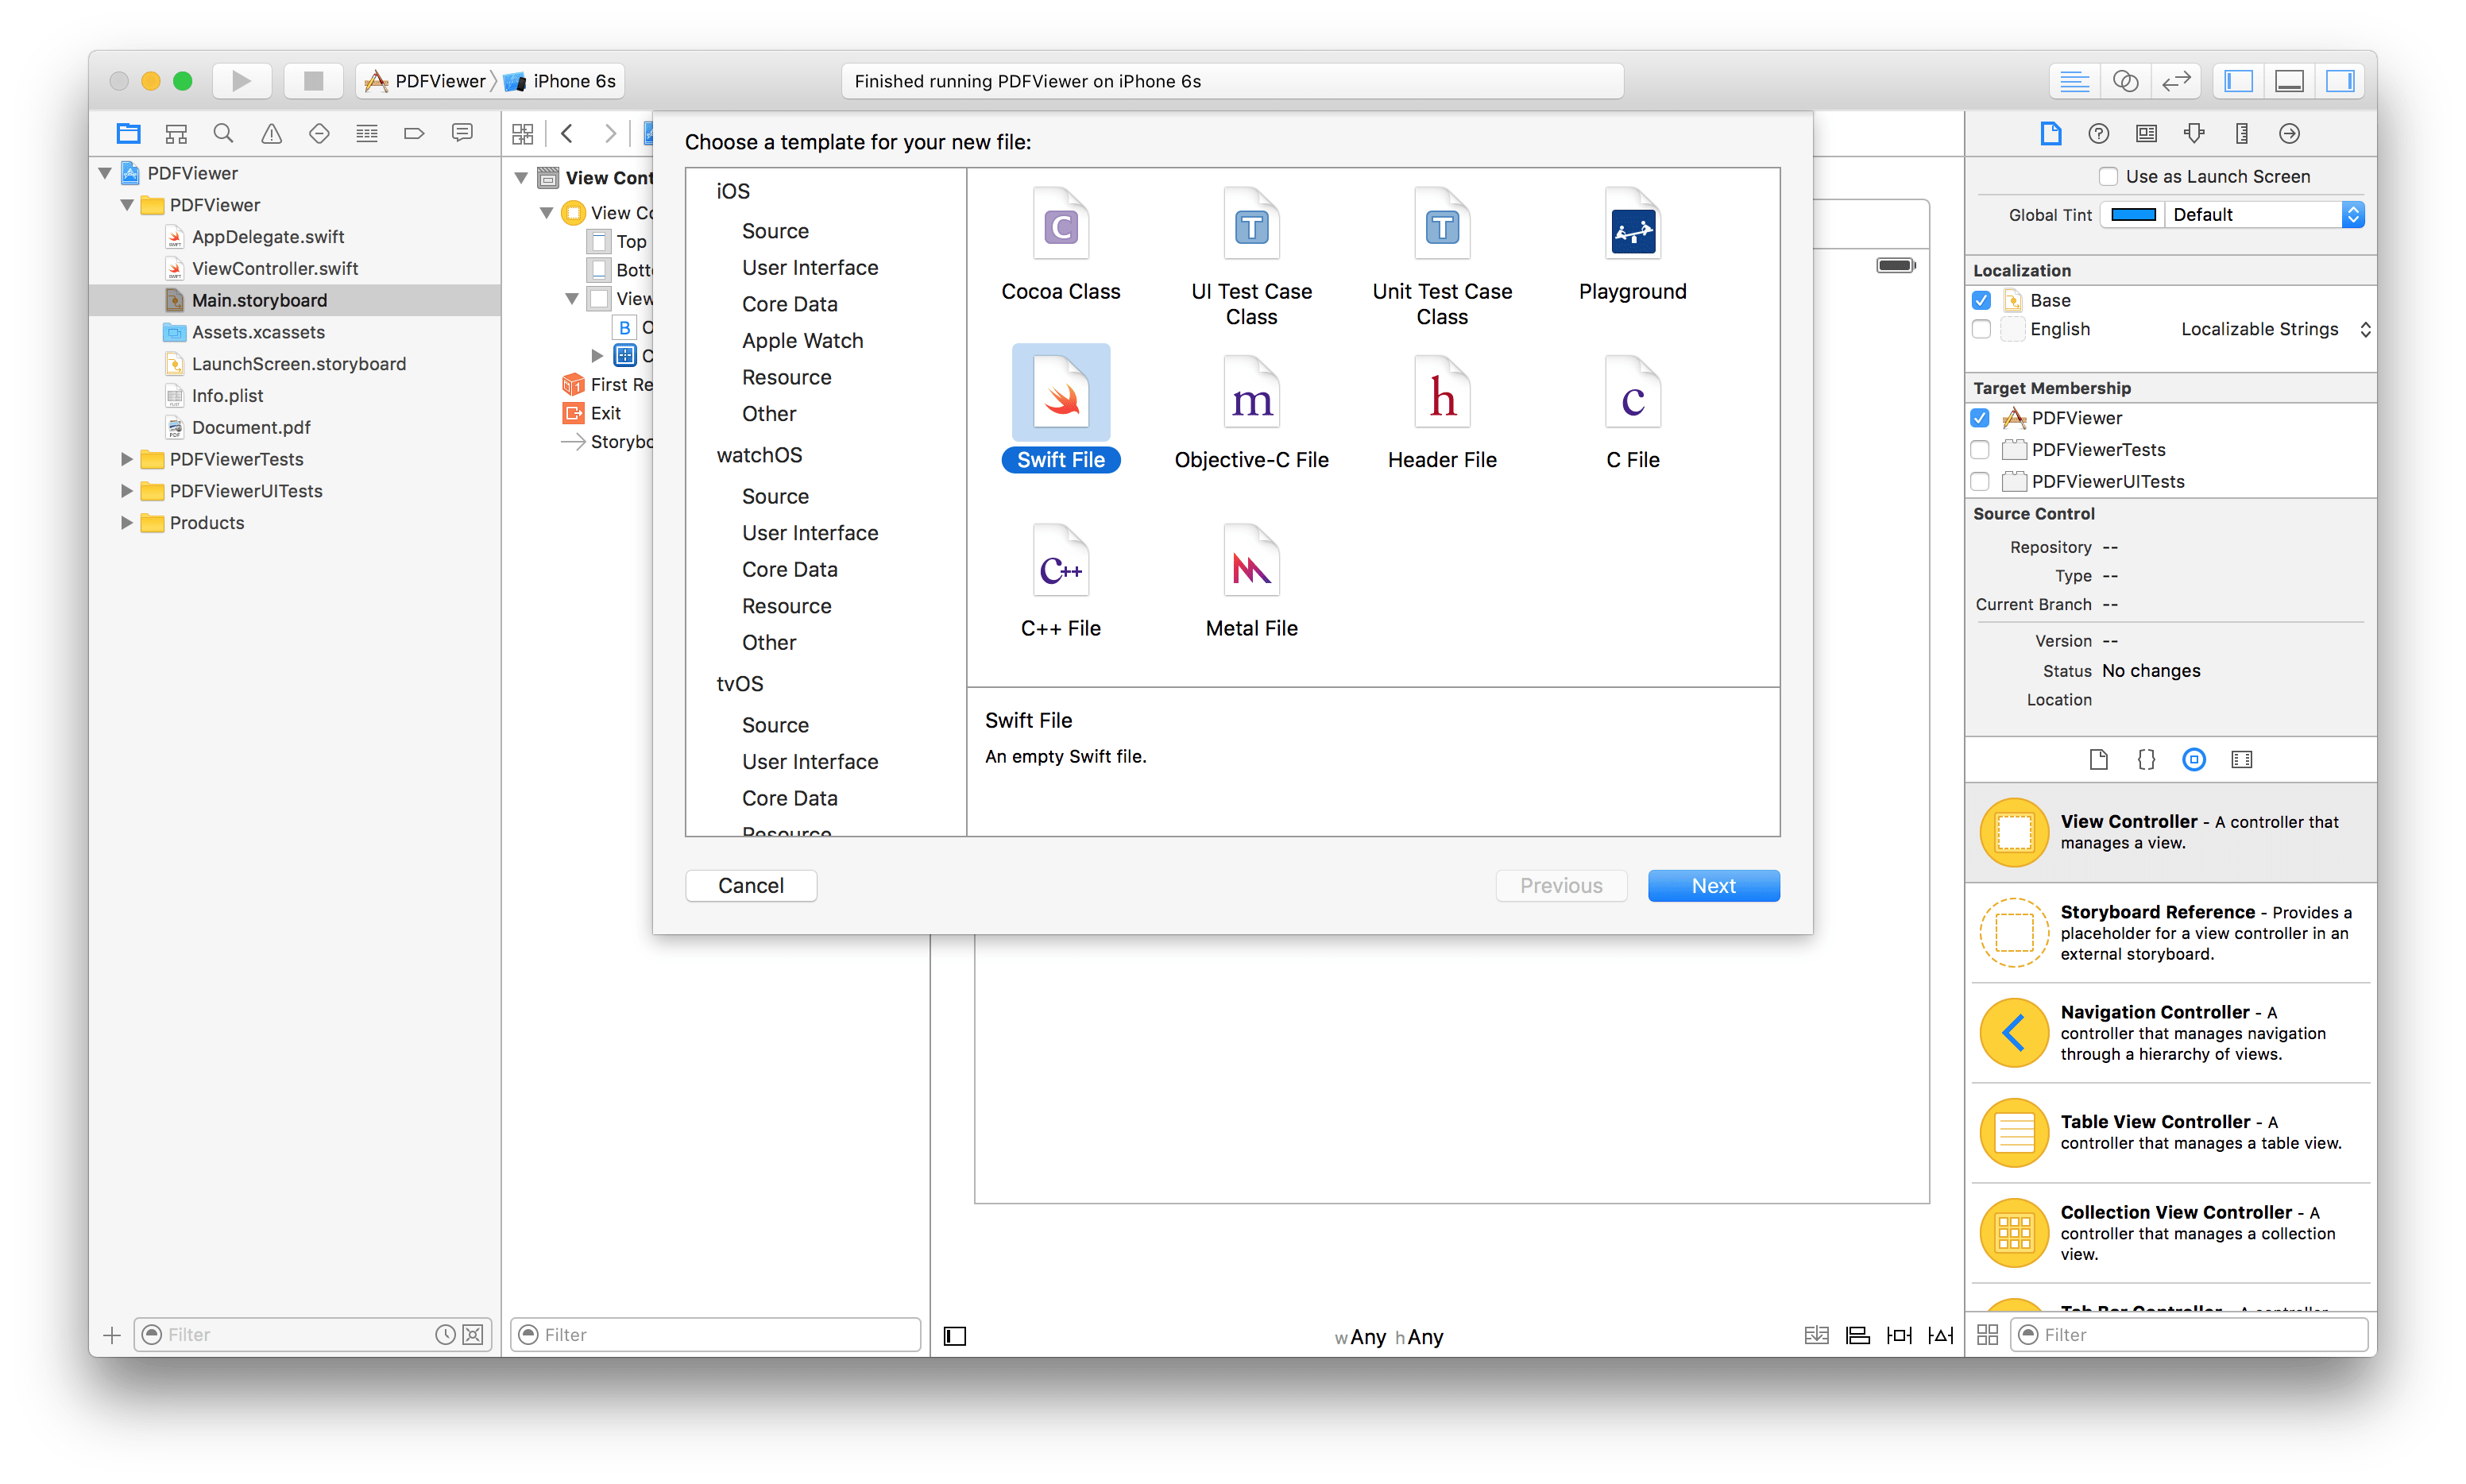 PDFViewer
iPhone 6s
Finished running PDFViewer on iPhone 6s
PDFViewer
PDFViewer
AppDelegate.swift
ViewController.swift
Main.storyboard
Assets.xcassets
LaunchScreen.storyboard
Info.plist
Document.pdf
PDFViewerTests
PDFViewerUITests
Products
Filter
View Cont
View Co
Top
Botto
View
B
C
First Re
Exit
Storybo
Filter
Choose a template for your new file:
iOS
Source
User Interface
Core Data
Apple Watch
Resource
Other
watchOS
Source
User Interface
Core Data
Resource
Other
tvOS
Source
User Interface
Core Data
Resource
C
Cocoa Class
T
UI Test Case
Class
T
Unit Test Case
Class
Playground
Swift File
m
Objective-C File
h
Header File
c
C File
C++
C++ File
Metal File
Swift File
An empty Swift file.
Cancel
Previous
Next
wAny hAny
Use as Launch Screen
Global Tint
Default
Localization
Base
English
Localizable Strings
Target Membership
PDFViewer
PDFViewerTests
PDFViewerUITests
Source Control
Repository --
Type --
Current Branch --
Version --
Status No changes
Location
View Controller - A controller that
manages a view.
Storyboard Reference - Provides a
placeholder for a view controller in an
external storyboard.
Navigation Controller - A
controller that manages navigation
through a hierarchy of views.
Table View Controller - A
controller that manages a table view.
Collection View Controller - A
controller that manages a collection
view.
Tab Bar Controller - A controller
Filter